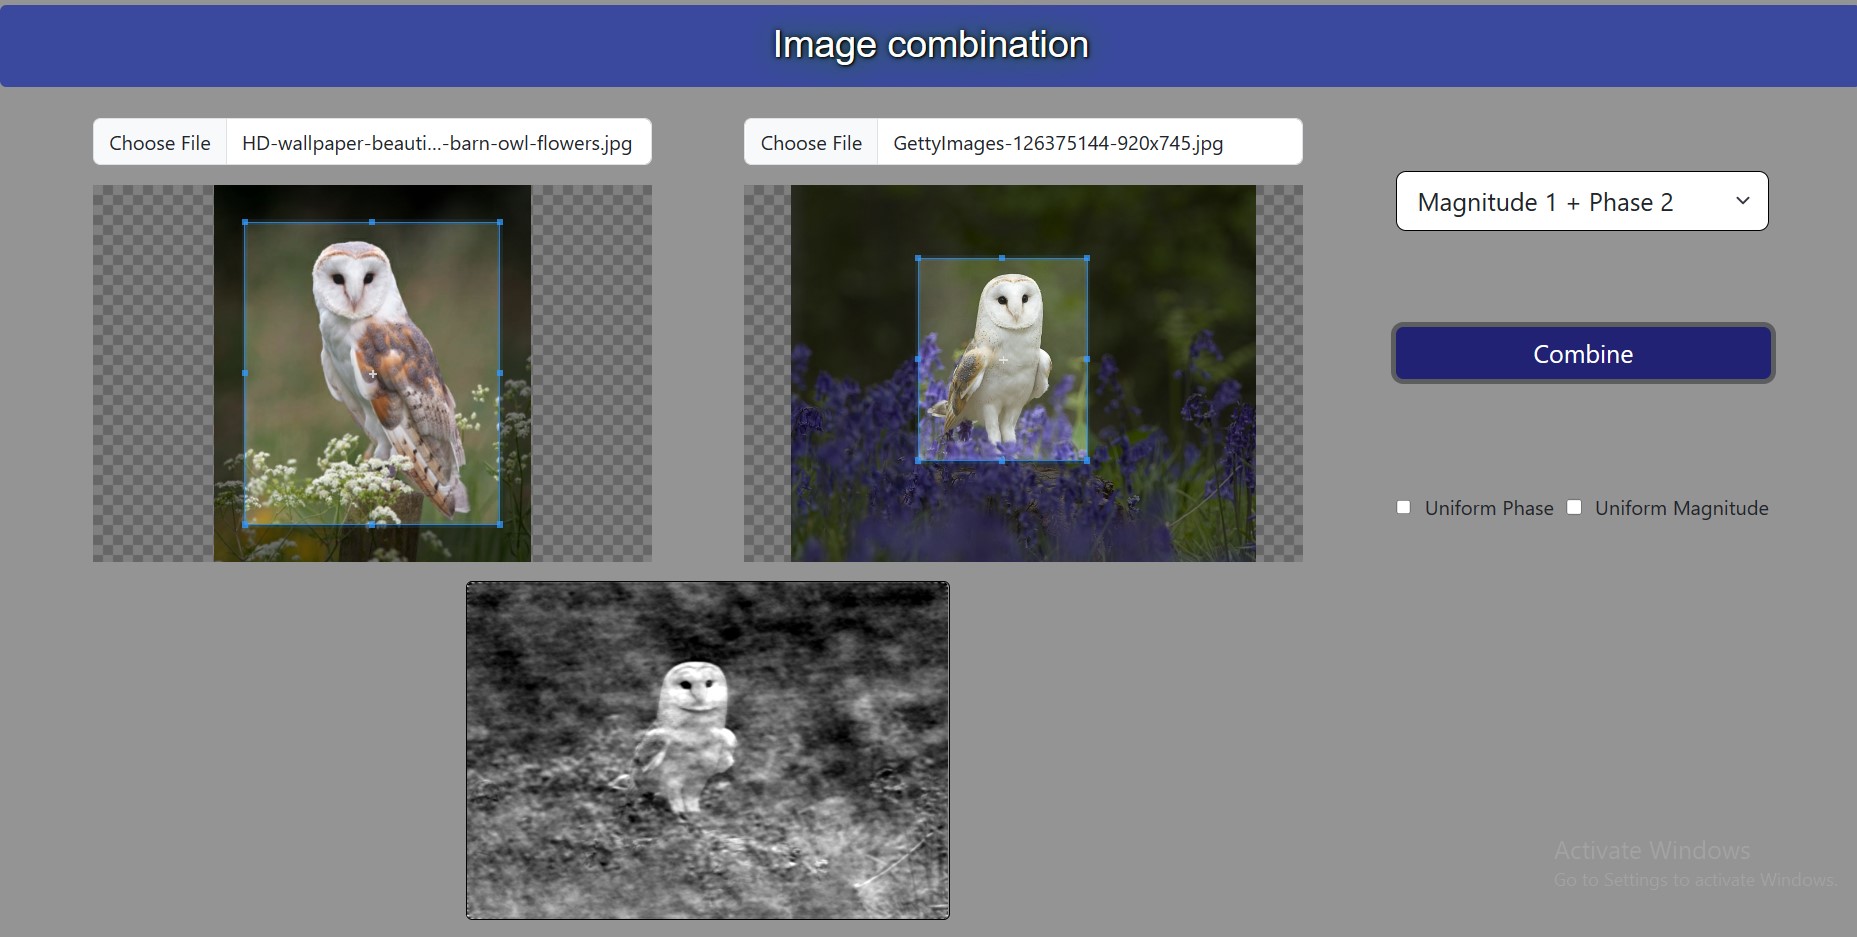 Image combination
Choose File HD-wallpaper-beauti...-barn-owl-flowers.jpg
Choose File GettyImages-126375144-920x745.jpg
Magnitude 1 + Phase 2
Combine
Uniform Phase Uniform Magnitude
Activate Windows
Go to Settings to activate Windows.